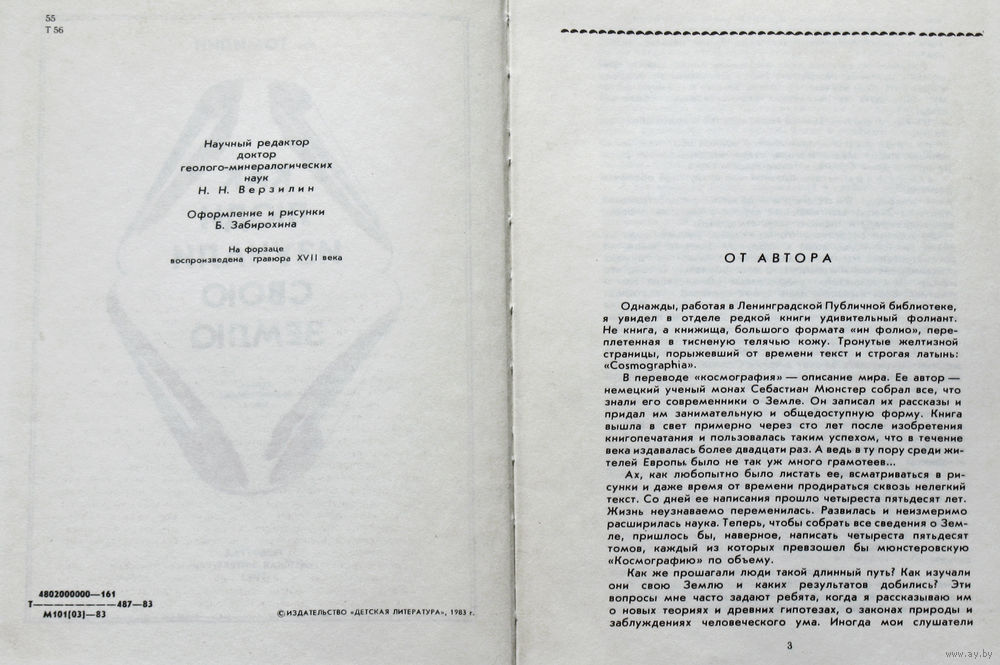 55
Т 56
Научный редактор
доктор
геолого-минералогических
наук
Н. Н. Верзилин
Оформление и рисунки
Б. Забирохина
На форзаце
воспроизведена гравюра XVII века
4802000000—161
Т———————487—83
М101[03]—83
© ИЗДАТЕЛЬСТВО «ДЕТСКАЯ ЛИТЕРАТУРА», 1983 г.
ОТ АВТОРА
Однажды, работая в Ленинградской Публичной библиотеке,
я увидел в отделе редкой книги удивительный фолиант.
Не книга, а книжища, большого формата «ин фолио», пере-
плетенная в тисненую телячью кожу. Тронутые желтизной
страницы, порыжевший от времени текст и строгая латынь:
«Cosmographia».
В переводе «космография» — описание мира. Ее автор —
немецкий ученый монах Себастиан Мюнстер собрал все, что
знали его современники о Земле. Он записал их рассказы и
придал им занимательную и общедоступную форму. Книга
вышла в свет примерно через сто лет после изобретения
книгопечатания и пользовалась таким успехом, что в течение
века издавалась более двадцати раз. А ведь в ту пору среди жи-
телей Европы было не так уж много грамотеев...
Ах, как любопытно было листать ее, всматриваться в ри-
сунки и даже время от времени продираться сквозь нелегкий
текст. Со дней ее написания прошло четыреста пятьдесят лет.
Жизнь неузнаваемо переменилась. Развилась и неизмеримо
расширилась наука. Теперь, чтобы собрать все сведения о Зем-
ле, пришлось бы, наверное, написать четыреста пятьдесят
томов, каждый из которых превзошел бы мюнстеровскую
«Космографию» по объему.
Как же прошагали люди такой длинный путь? Как изучали
они свою Землю и каких результатов добились? Эти
вопросы мне часто задают ребята, когда я рассказываю им
о новых теориях и древних гипотезах, о законах природы и
заблуждениях человеческого ума. Иногда мои слушатели
3
www.ay.by